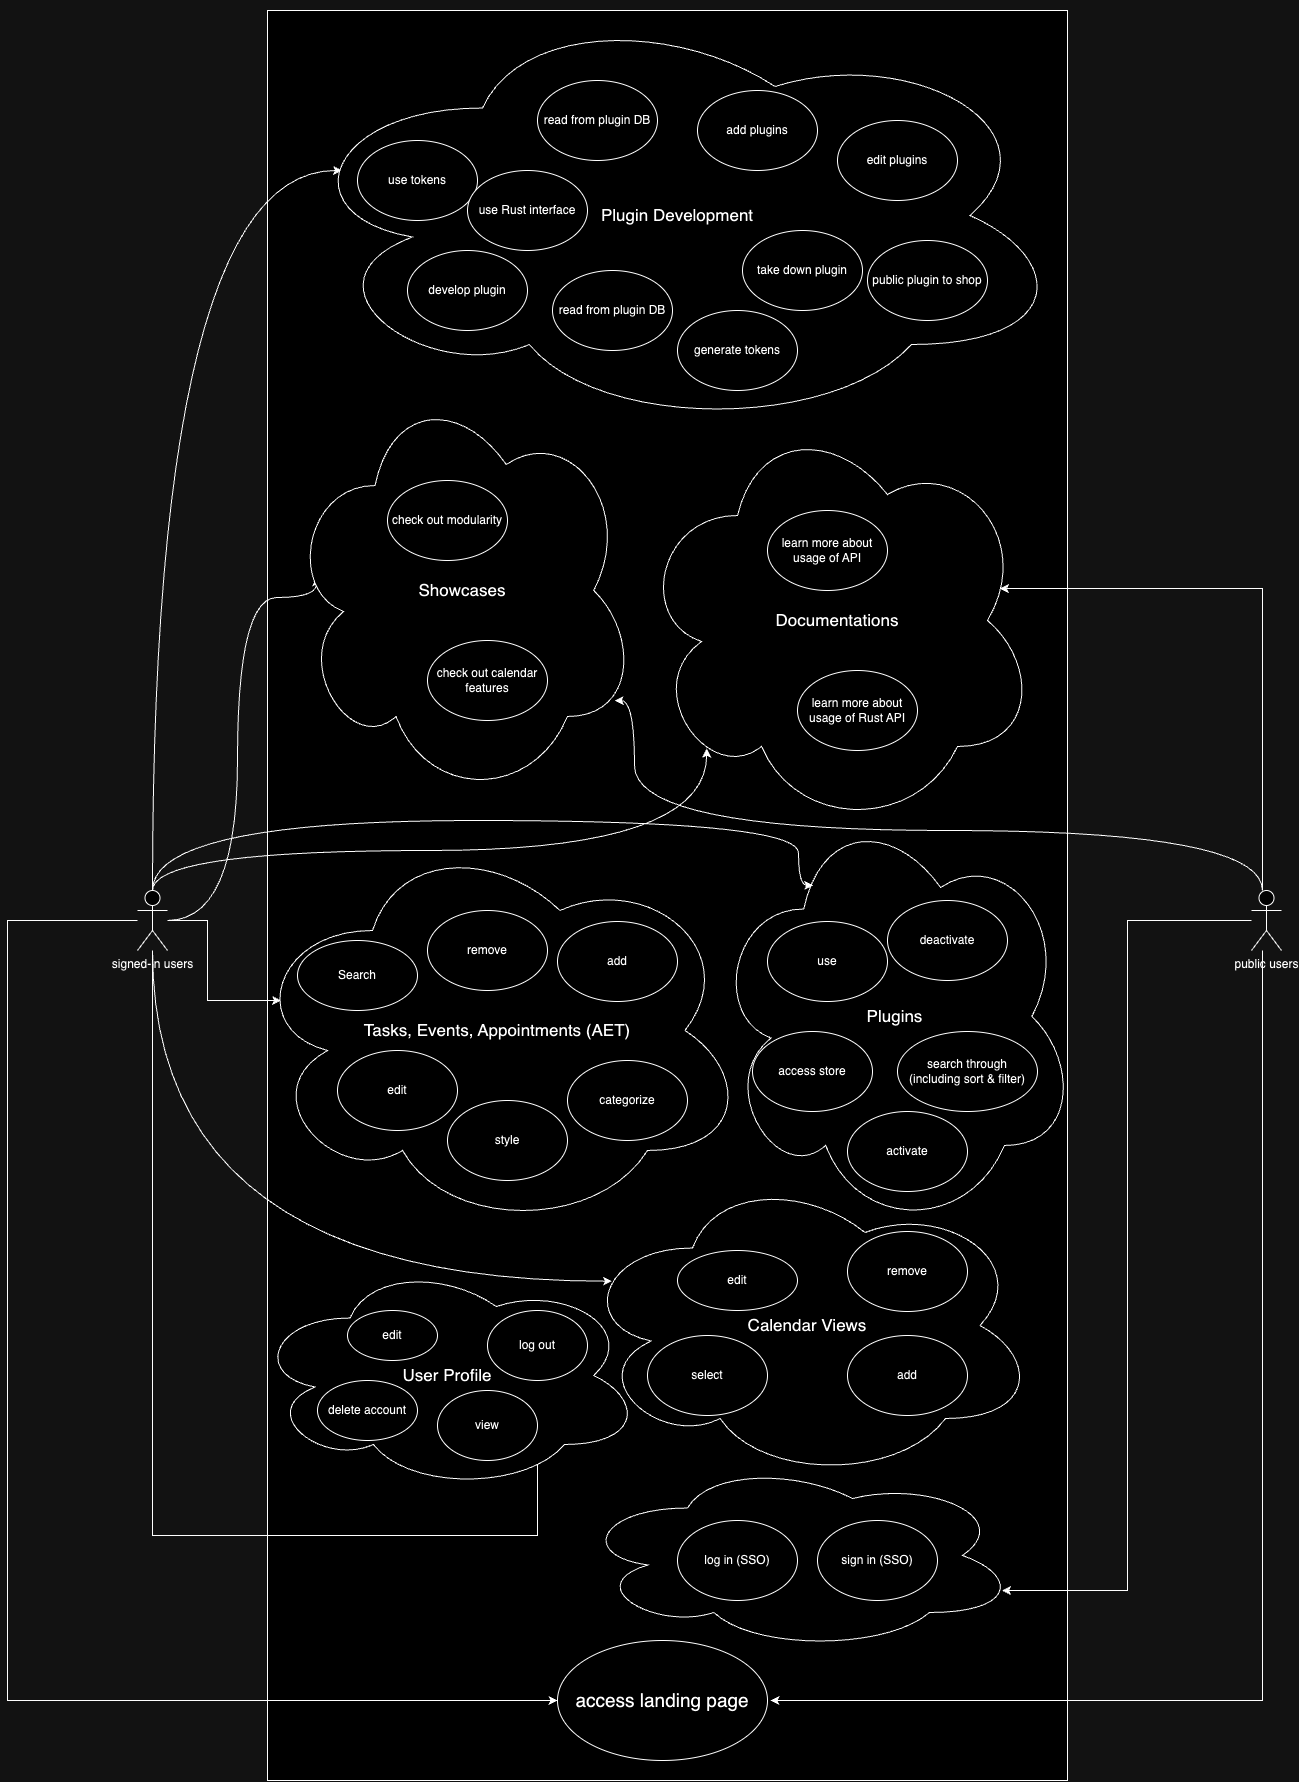 read from plugin DB
add plugins
edit plugins
use tokens
use Rust interface
Plugin Development
take down plugin
public plugin to shop
develop plugin
read from plugin DB
generate tokens
check out modularity
Showcases
check out calendar
features
learn more about
usage of API
Documentations
learn more about
usage of Rust API
signed-in users
public users
Search
remove
add
Tasks, Events, Appointments (AET)
edit
categorize
style
use
deactivate
Plugins
access store
search through
(including sort & filter)
activate
edit
remove
Calendar Views
select
add
edit
log out
User Profile
delete account
view
log in (SSO)
sign in (SSO)
access landing page